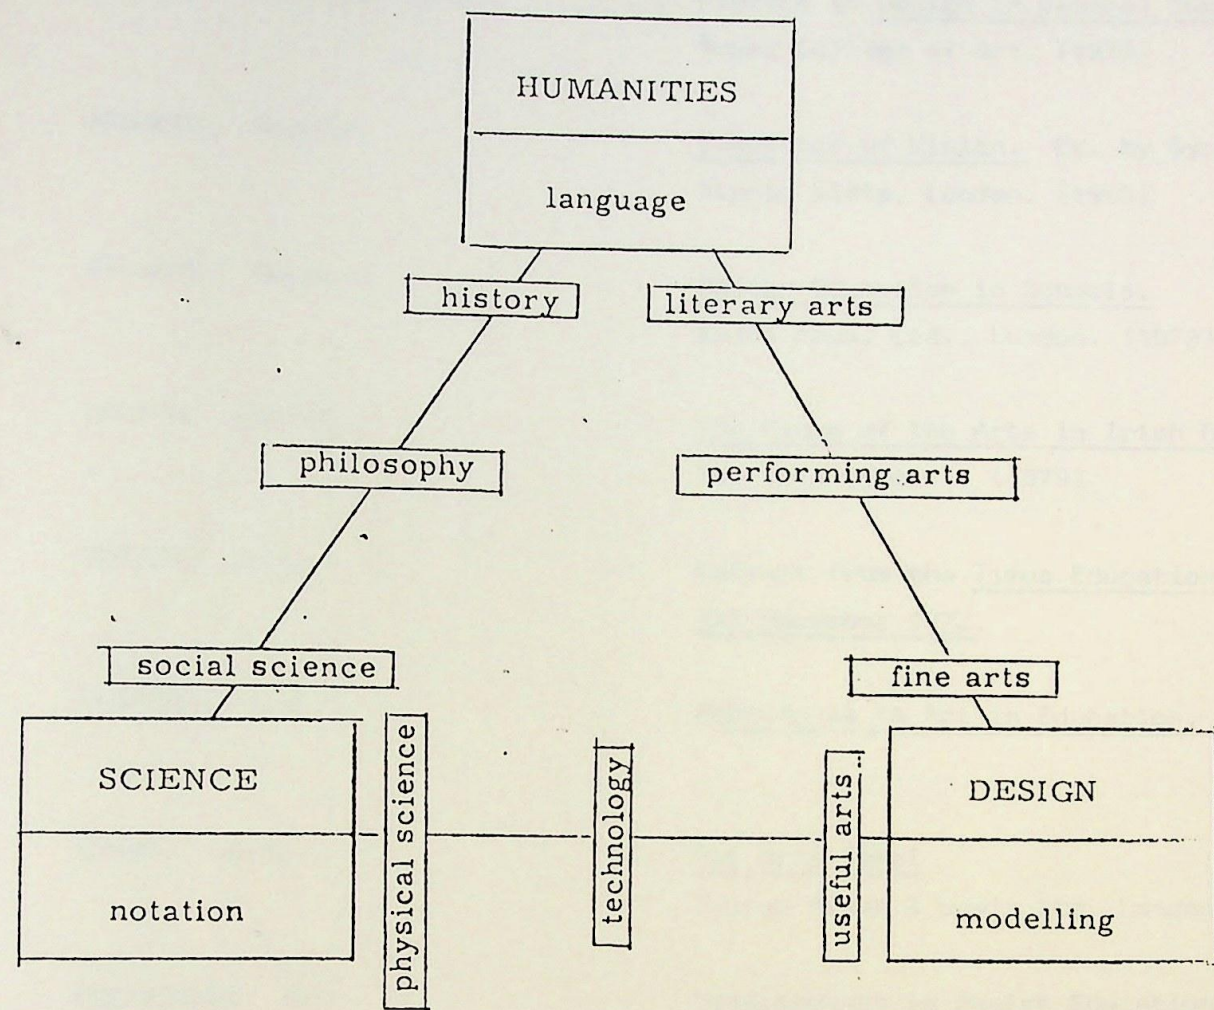 HUMANITIES
language
history
literary arts
philosophy
performing arts
social science
fine arts
SCIENCE
notation
physical science
technology
useful arts
DESIGN
modelling